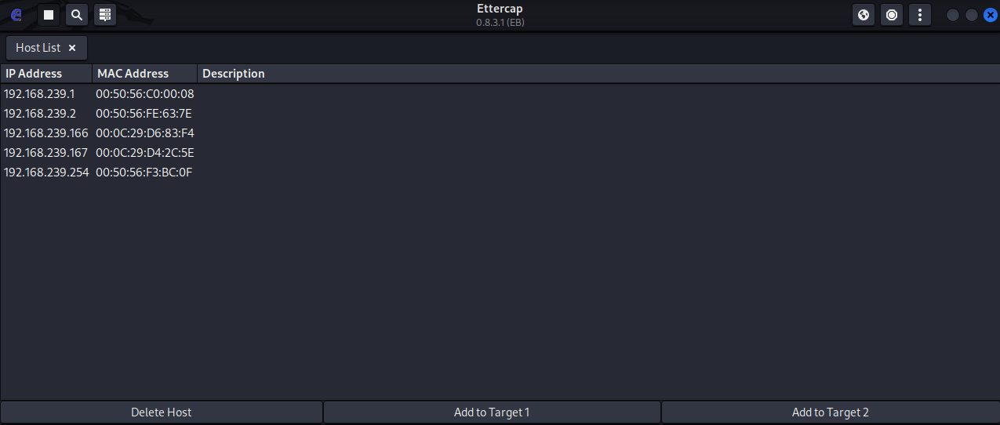 Ettercap
0.8.3.1 (EB)
Host List ×
IP Address MAC Address Description
192.168.239.1 00:50:56:C0:00:08
192.168.239.2 00:50:56:FE:63:7E
192.168.239.166 00:0C:29:D6:83:F4
192.168.239.167 00:0C:29:D4:2C:5E
192.168.239.254 00:50:56:F3:BC:0F
Delete Host Add to Target 1 Add to Target 2